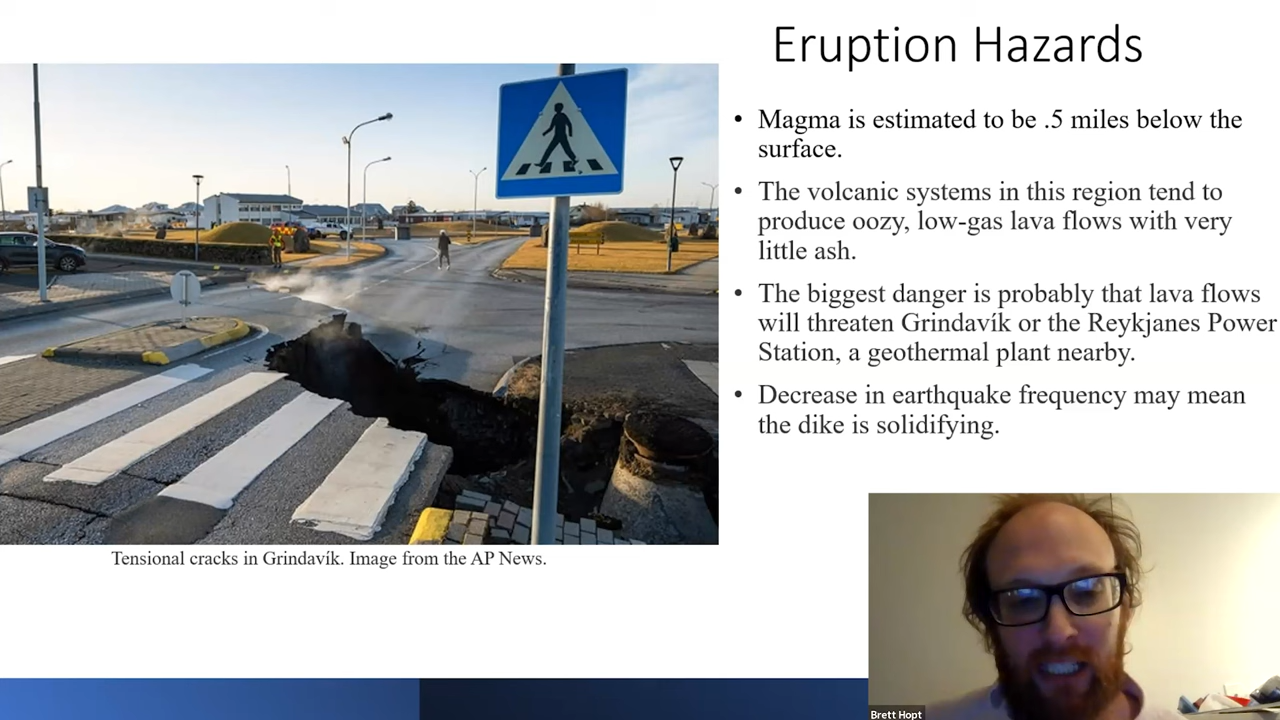 Eruption Hazards
• Magma is estimated to be .5 miles below the
surface.
• The volcanic systems in this region tend to
produce oozy, low-gas lava flows with very
little ash.
• The biggest danger is probably that lava flows
will threaten Grindavík or the Reykjanes Power
Station, a geothermal plant nearby.
• Decrease in earthquake frequency may mean
the dike is solidifying.
Tensional cracks in Grindavík. Image from the AP News.
Brett Hopt